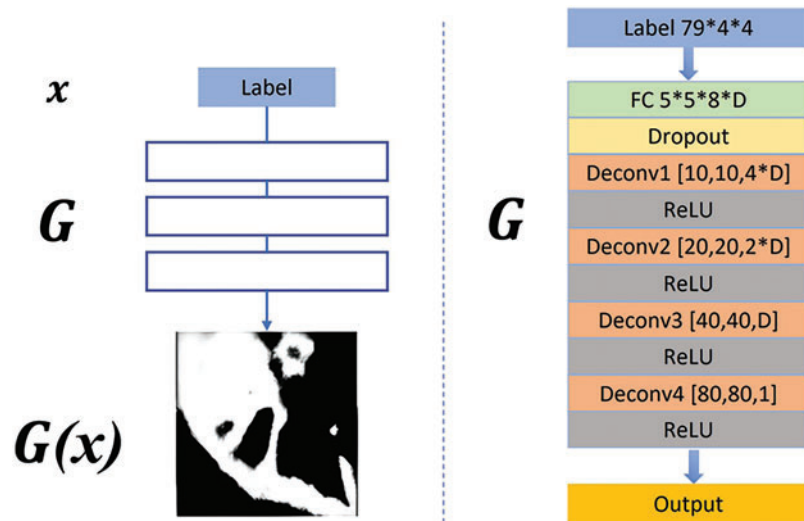 x
Label
G
G(x)
Label 79*4*4
G
FC 5*5*8*D
Dropout
Deconv1 [10,10,4*D]
ReLU
Deconv2 [20,20,2*D]
ReLU
Deconv3 [40,40,D]
ReLU
Deconv4 [80,80,1]
ReLU
Output